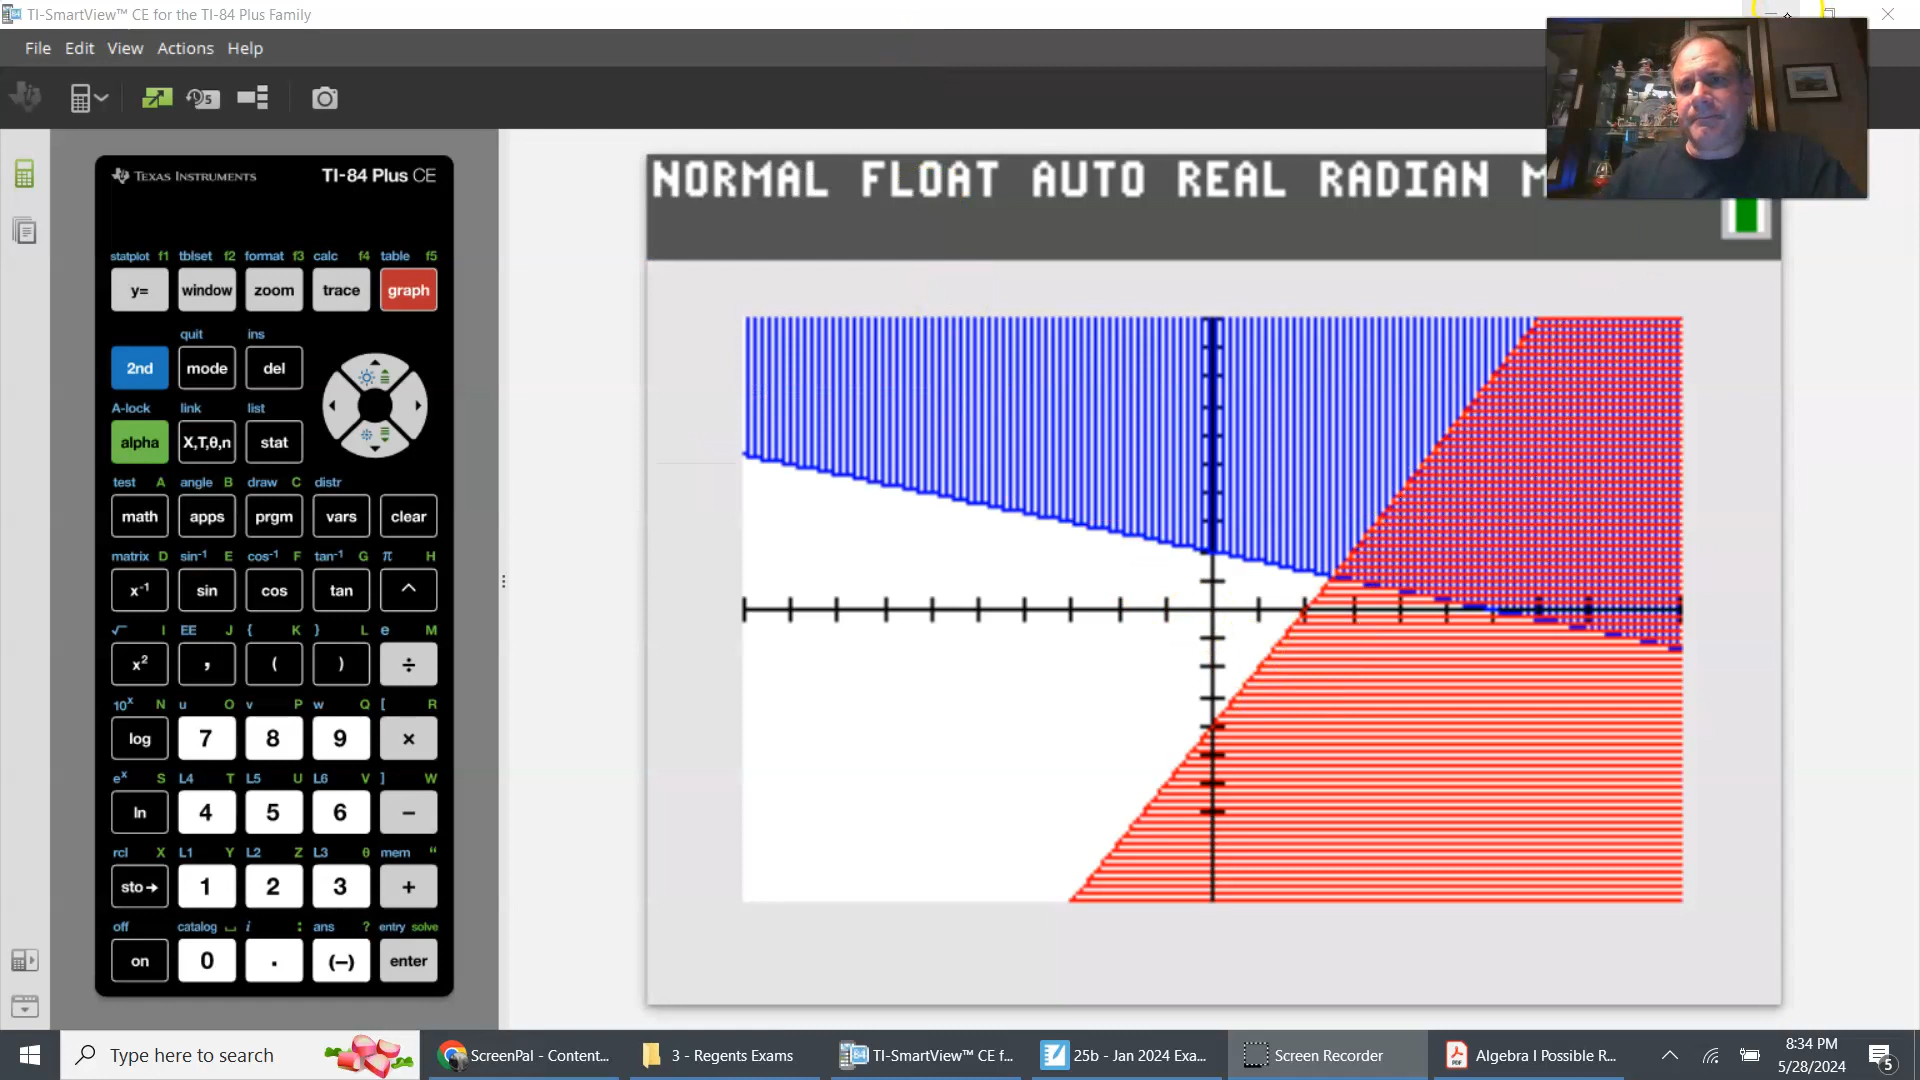 TI-SmartView™ CE for the TI-84 Plus Family
File Edit View Actions Help
TEXAS INSTRUMENTS TI-84 Plus CE
NORMAL FLOAT AUTO REAL RADIAN M
statplot f1 tblset f2 format f3 calc f4 table f5
y= window zoom trace graph
quit ins
2nd mode del
A-lock link list
alpha X,T,θ,n stat
test A angle B draw C distr
math apps prgm vars clear
matrix D sin⁻¹ E cos⁻¹ F tan⁻¹ G π H
x⁻¹ sin cos tan ^
√ I EE J { K } L e M
x² , ( ) ÷
10ˣ N u O v P w Q [ R
log 7 8 9 ×
eˣ S L4 T L5 U L6 V ] W
ln 4 5 6 −
rcl X L1 Y L2 Z L3 θ mem "
sto→ 1 2 3 +
off catalog ⎵ i : ans ? entry solve
on 0 . (−) enter
Type here to search
ScreenPal - Content...
3 - Regents Exams
TI-SmartView™ CE f...
25b - Jan 2024 Exa...
Screen Recorder
Algebra I Possible R...
8:34 PM
5/28/2024
5